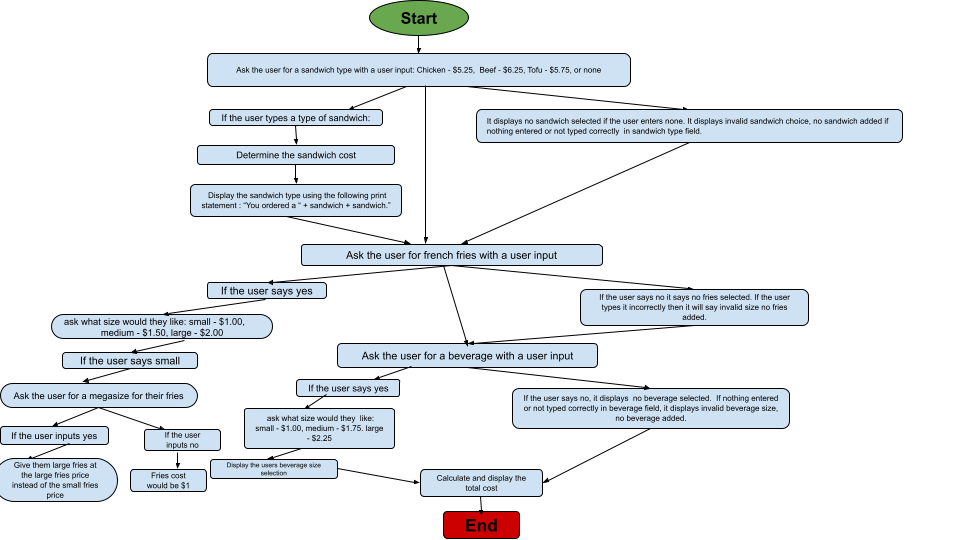 Start
Ask the user for a sandwich type with a user input: Chicken - $5.25, Beef - $6.25, Tofu - $5.75, or none
If the user types a type of sandwich:
It displays no sandwich selected if the user enters none. It displays invalid sandwich choice, no sandwich added if
nothing entered or not typed correctly in sandwich type field.
Determine the sandwich cost
Display the sandwich type using the following print
statement : “You ordered a “ + sandwich + sandwich.”
Ask the user for french fries with a user input
If the user says yes
If the user says no it says no fries selected. If the user
types it incorrectly then it will say invalid size no fries
added.
ask what size would they like: small - $1.00,
medium - $1.50, large - $2.00
If the user says small
Ask the user for a beverage with a user input
Ask the user for a megasize for their fries
If the user says yes
If the user says no, it displays no beverage selected. If nothing entered
or not typed correctly in beverage field, it displays invalid beverage size,
no beverage added.
ask what size would they like:
small - $1.00, medium - $1.75. large
- $2.25
If the user inputs yes
If the user
inputs no
Give them large fries at
the large fries price
instead of the small fries
price
Fries cost
would be $1
Display the users beverage size
selection
Calculate and display the
total cost
End